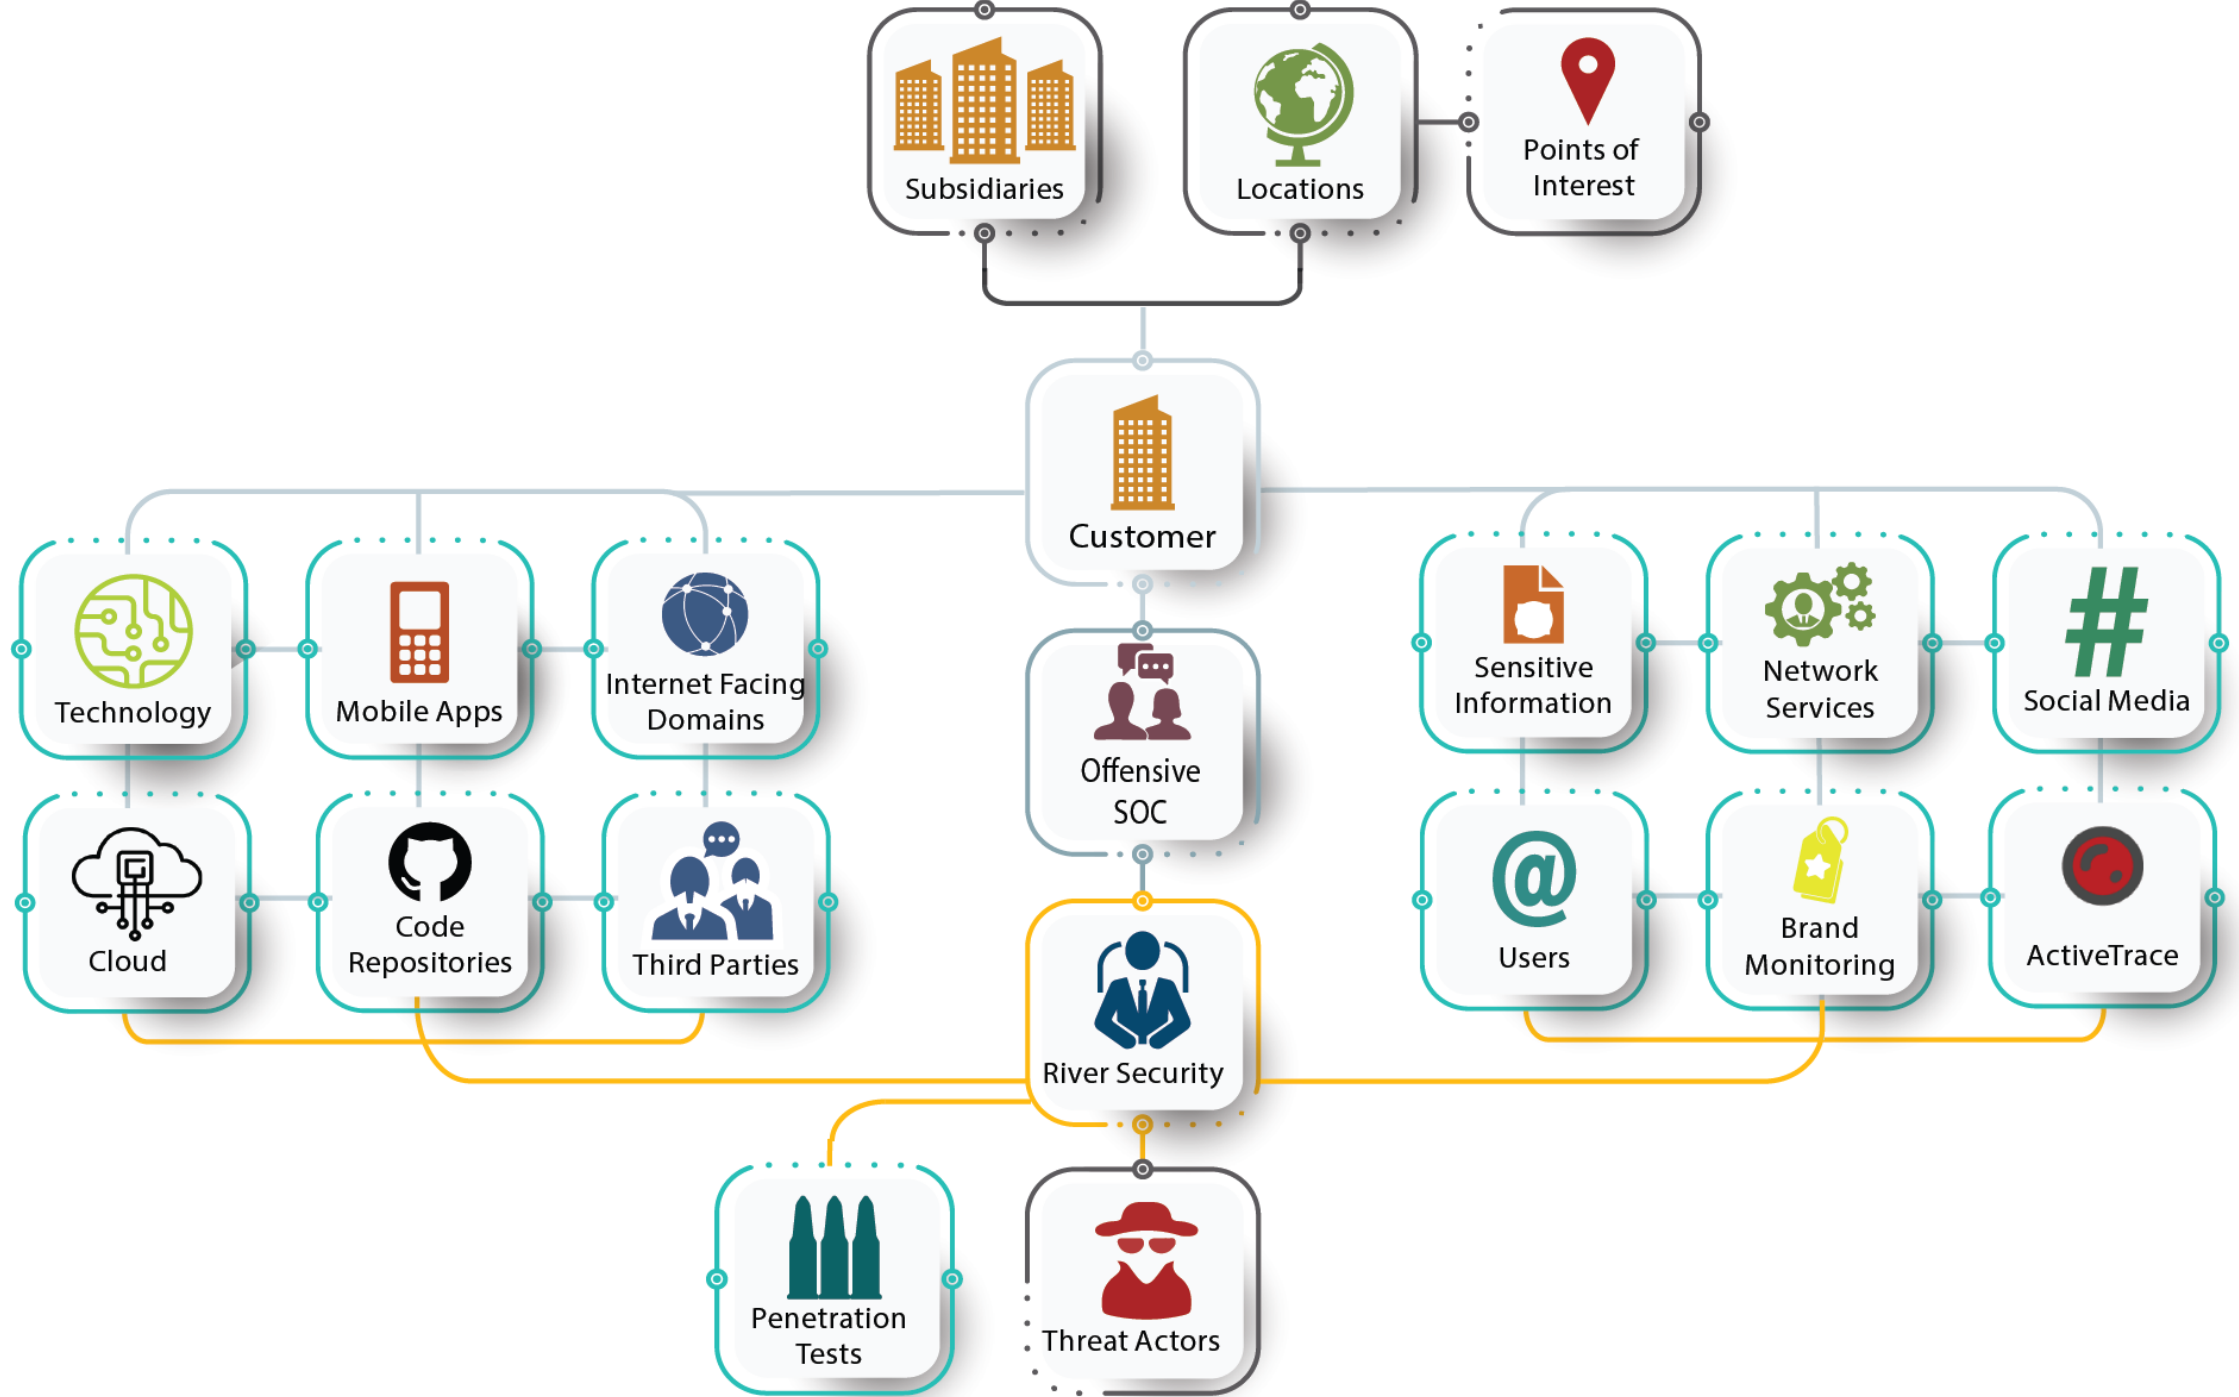 Subsidiaries
Locations
Points of
Interest
Customer
Technology
Mobile Apps
Internet Facing
Domains
Offensive
SOC
Sensitive
Information
Network
Services
#
Social Media
Cloud
Code
Repositories
Third Parties
River Security
@
Users
Brand
Monitoring
ActiveTrace
Penetration
Tests
Threat Actors